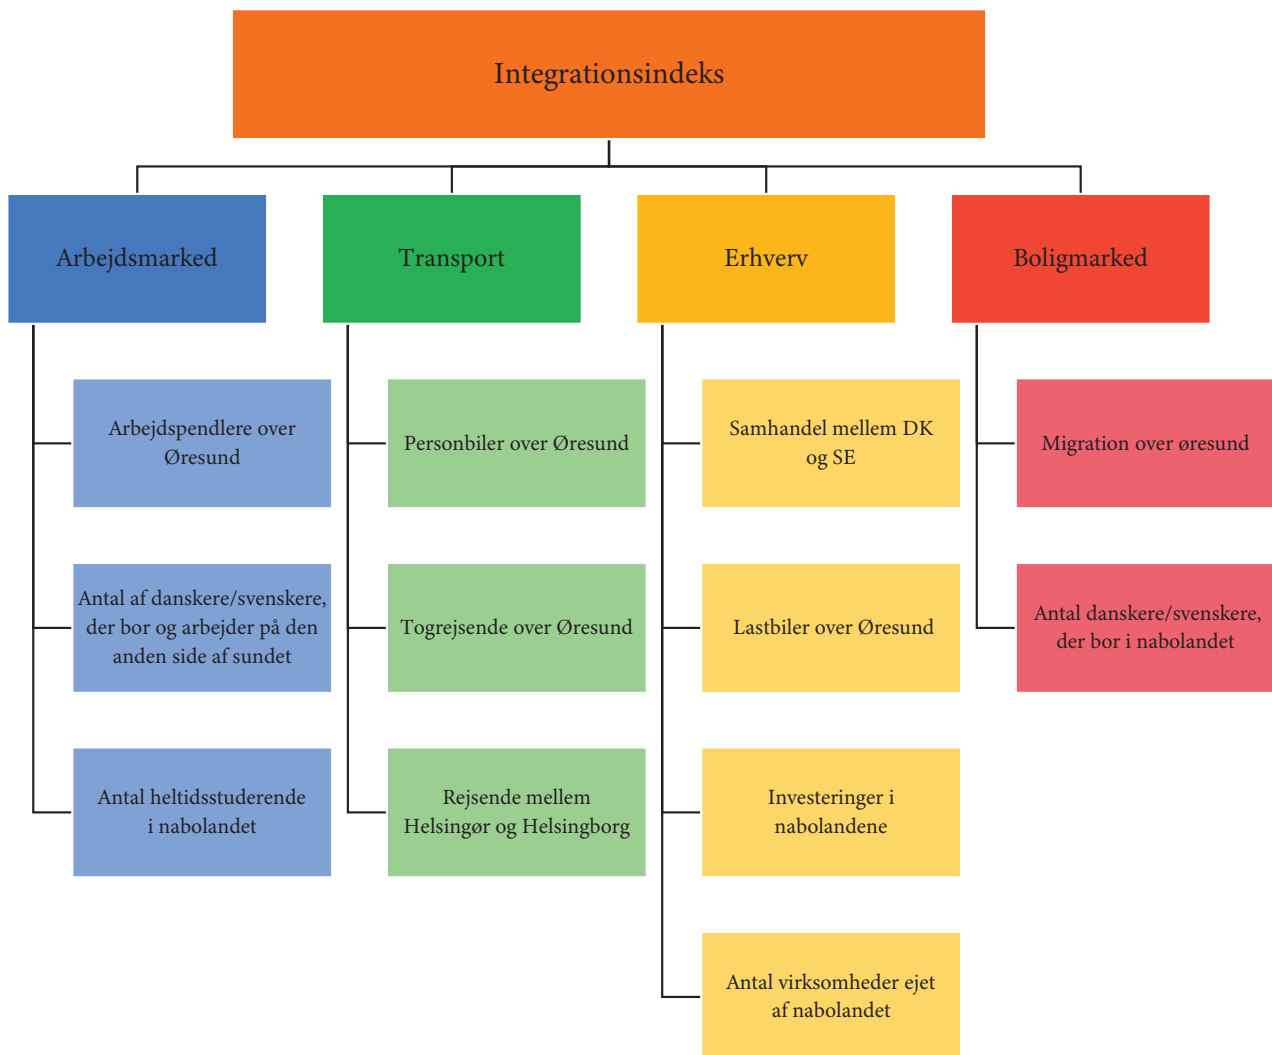 Integrationsindeks
Arbejdsmarked
Transport
Erhverv
Boligmarked
Arbejdspendlere over
Øresund
Antal af danskere/svenskere,
der bor og arbejder på den
anden side af sundet
Antal heltidsstuderende
i nabolandet
Personbiler over Øresund
Togrejsende over Øresund
Rejsende mellem
Helsingør og Helsingborg
Samhandel mellem DK
og SE
Lastbiler over Øresund
Investeringer i
nabolandene
Antal virksomheder ejet
af nabolandet
Migration over øresund
Antal danskere/svenskere,
der bor i nabolandet